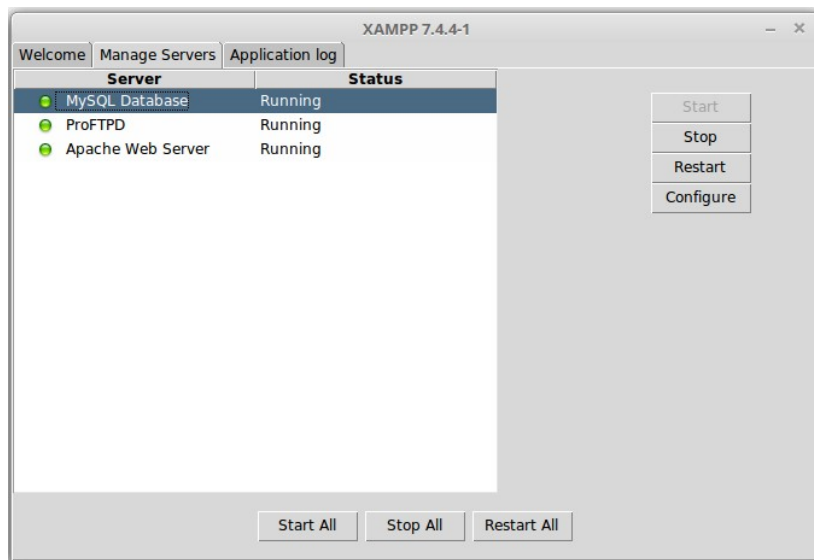 XAMPP 7.4.4-1
Welcome Manage Servers Application log
Server Status
MySQL Database Running
ProFTPD Running
Apache Web Server Running
Start
Stop
Restart
Configure
Start All Stop All Restart All